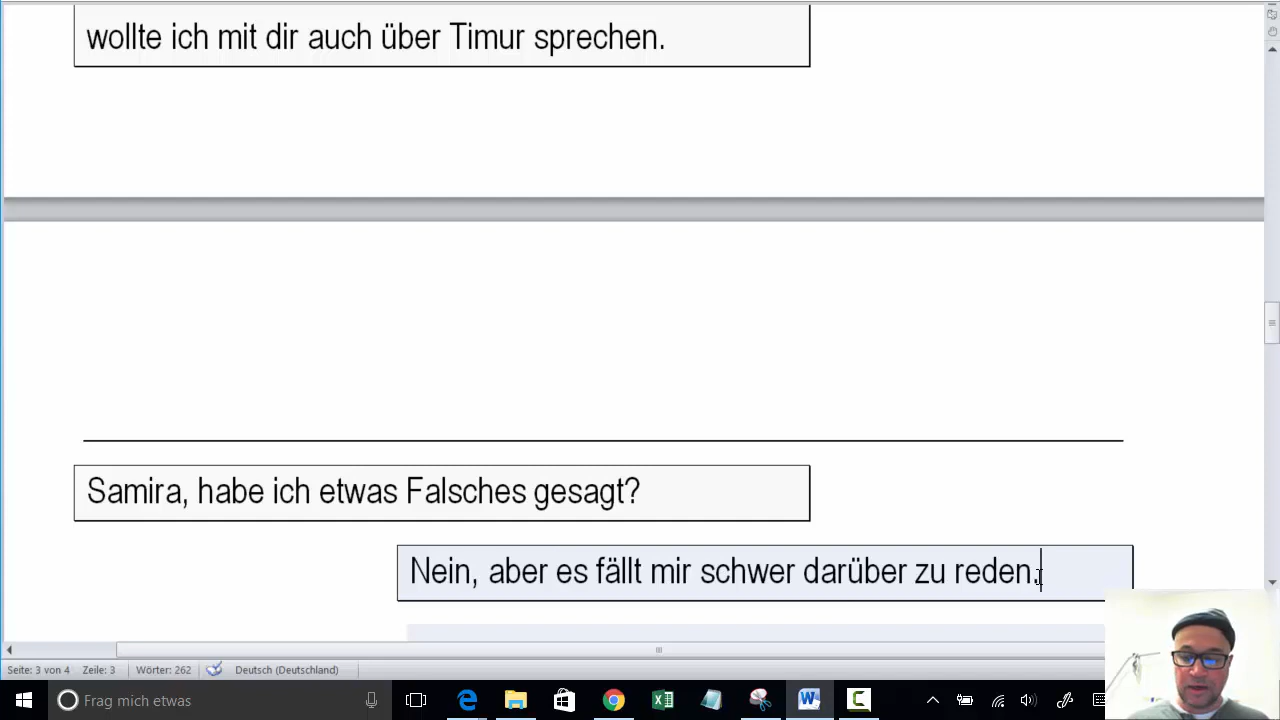 wollte ich mit dir auch über Timur sprechen.
Samira, habe ich etwas Falsches gesagt?
Nein, aber es fällt mir schwer darüber zu reden.
Seite: 3 von 4 Zeile: 3 Wörter: 262 Deutsch (Deutschland)
Frag mich etwas